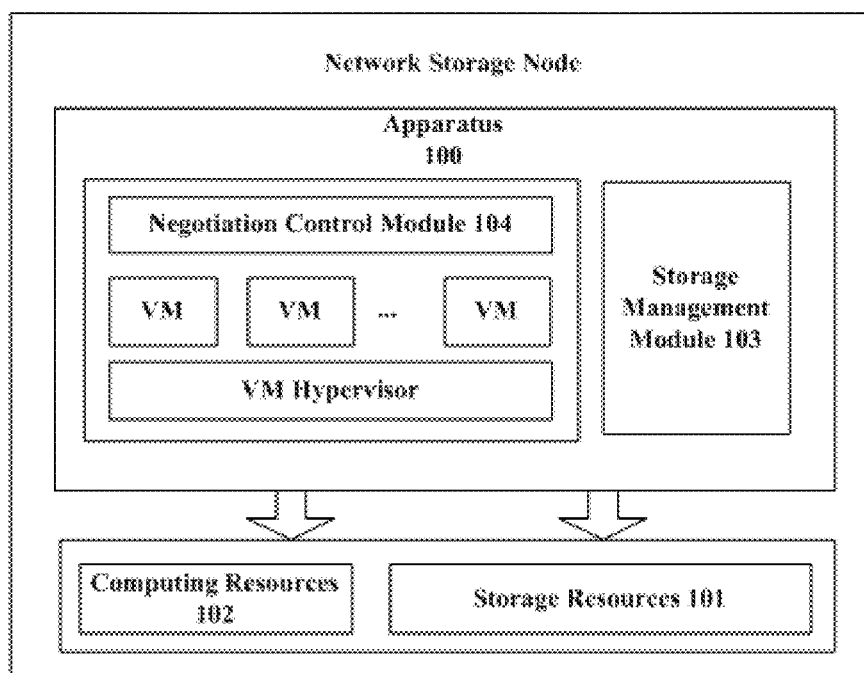 Network Storage Node
Apparatus
100
Negotiation Control Module 104
VM
VM
...
VM
VM Hypervisor
Storage
Management
Module 103
Computing Resources
102
Storage Resources 101